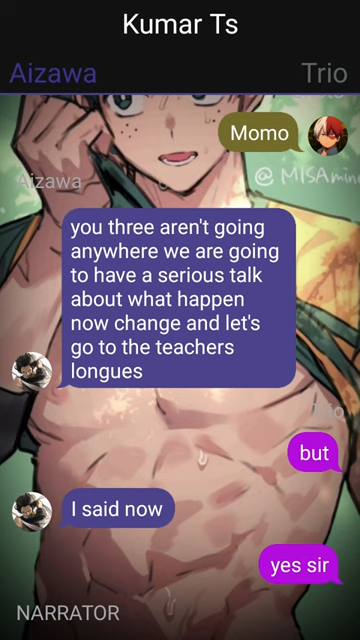 Kumar Ts
Aizawa Trio
Momo
@MISAmin
Aizawa
you three aren't going
anywhere we are going
to have a serious talk
about what happen
now change and let's
go to the teachers
longues
Trio
but
I said now
yes sir
NARRATOR